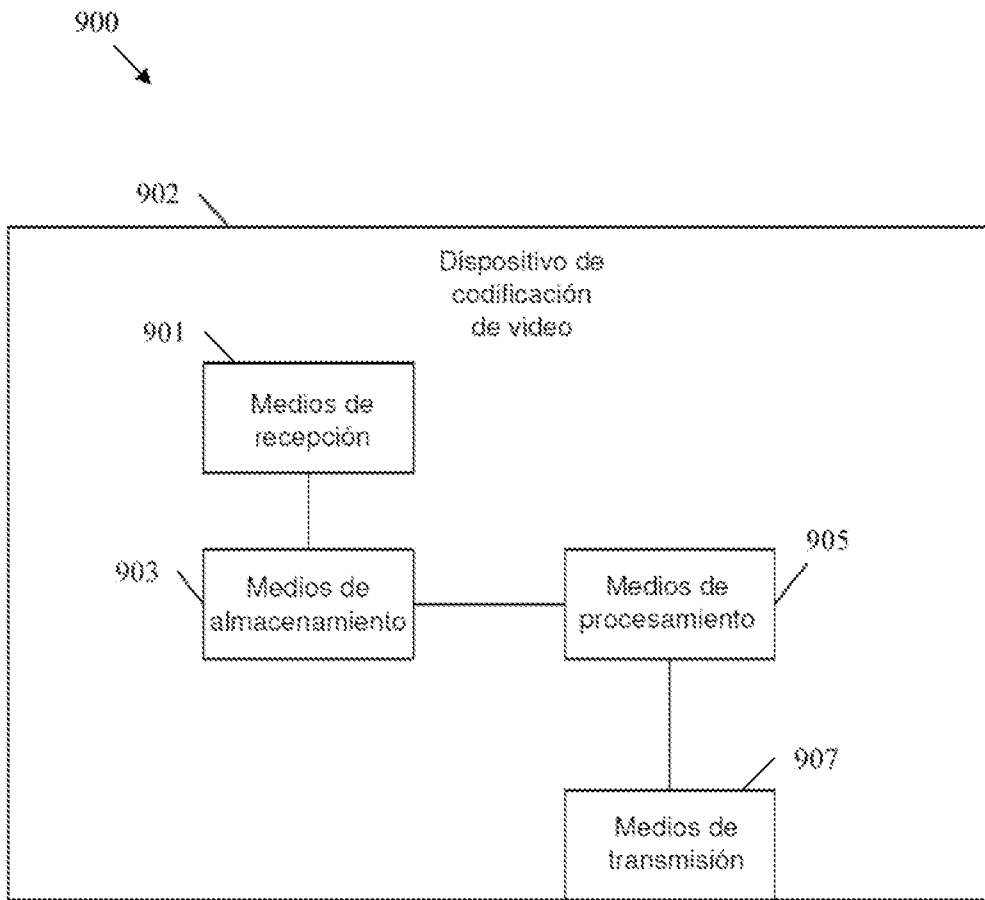 900
902
Dispositivo de
codificación
de video
901
Medios de
recepción
903
Medios de
almacenamiento
905
Medios de
procesamiento
907
Medios de
transmisión